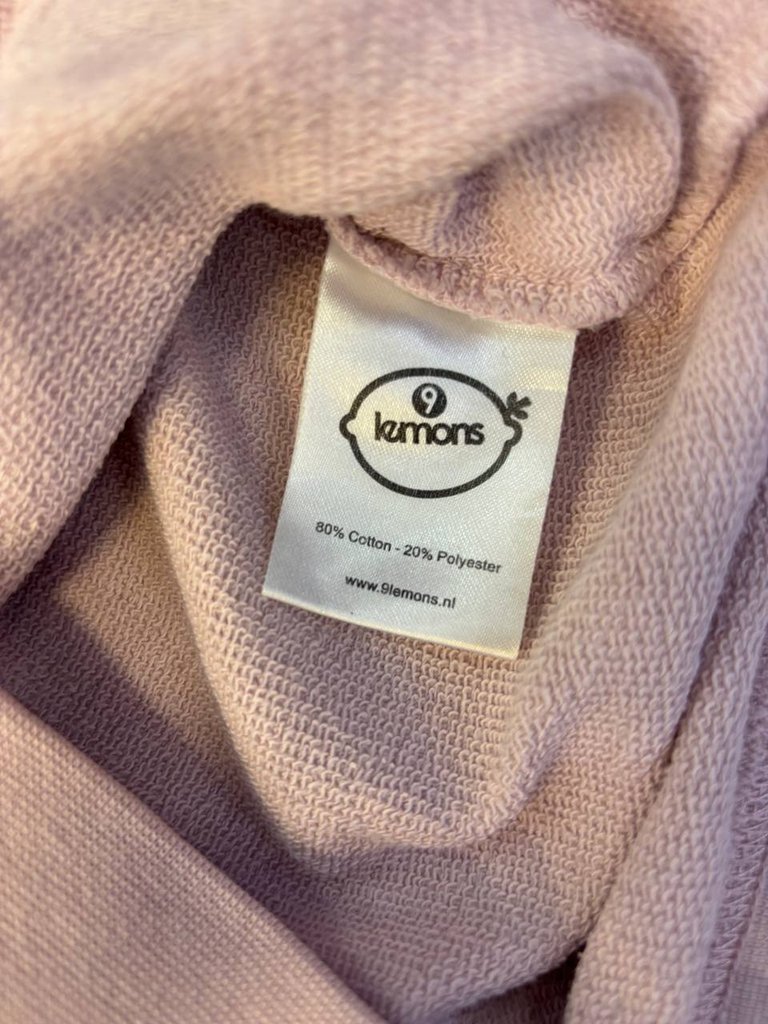 9
lemons
80% Cotton - 20% Polyester
www.9lemons.nl